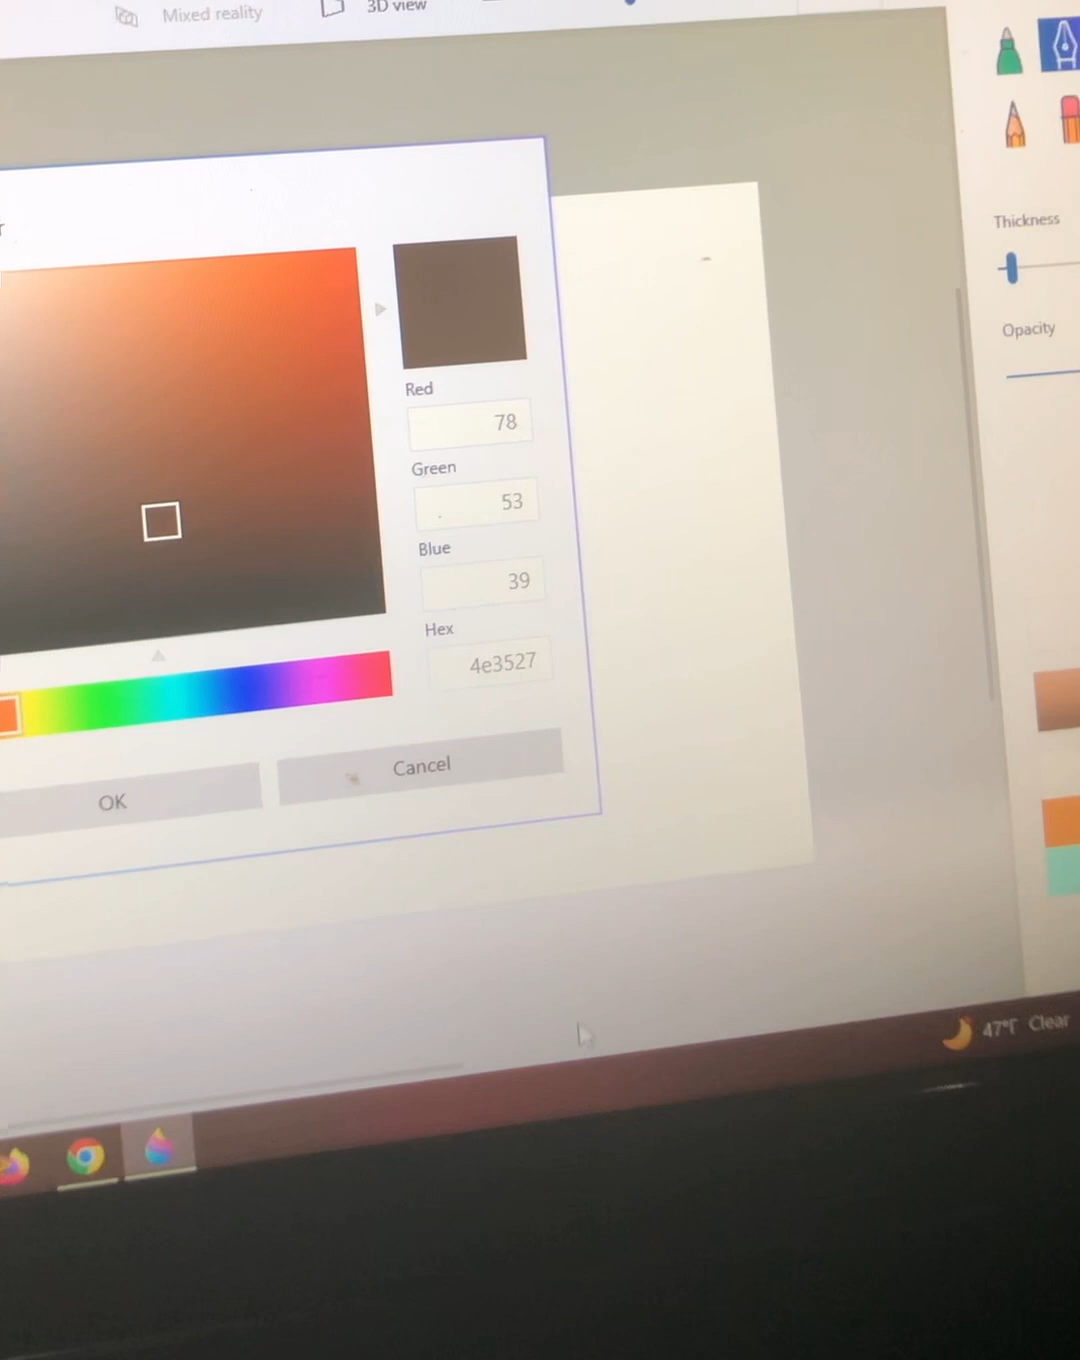 Mixed reality
3D view
r
Thickness
Opacity
Red
78
Green
53
Blue
39
Hex
4e3527
OK
Cancel
47°F Clear